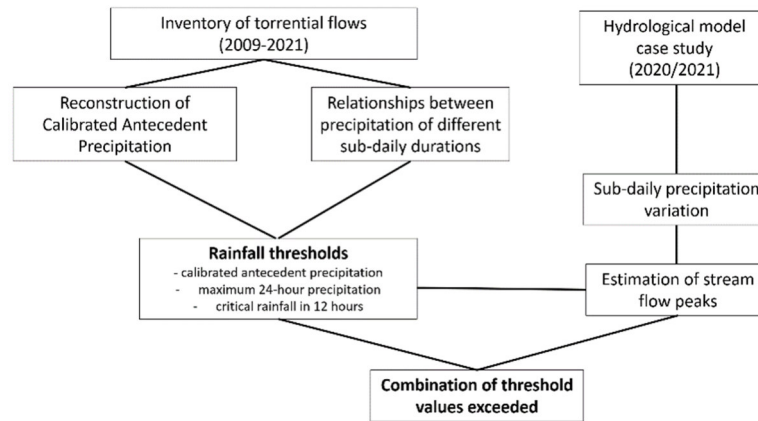 Inventory of torrential flows
(2009-2021)
Hydrological model
case study
(2020/2021)
Reconstruction of
Calibrated Antecedent
Precipitation
Relationships between
precipitation of different
sub-daily durations
Sub-daily precipitation
variation
Rainfall thresholds
- calibrated antecedent precipitation
- maximum 24-hour precipitation
- critical rainfall in 12 hours
Estimation of stream
flow peaks
Combination of threshold
values exceeded